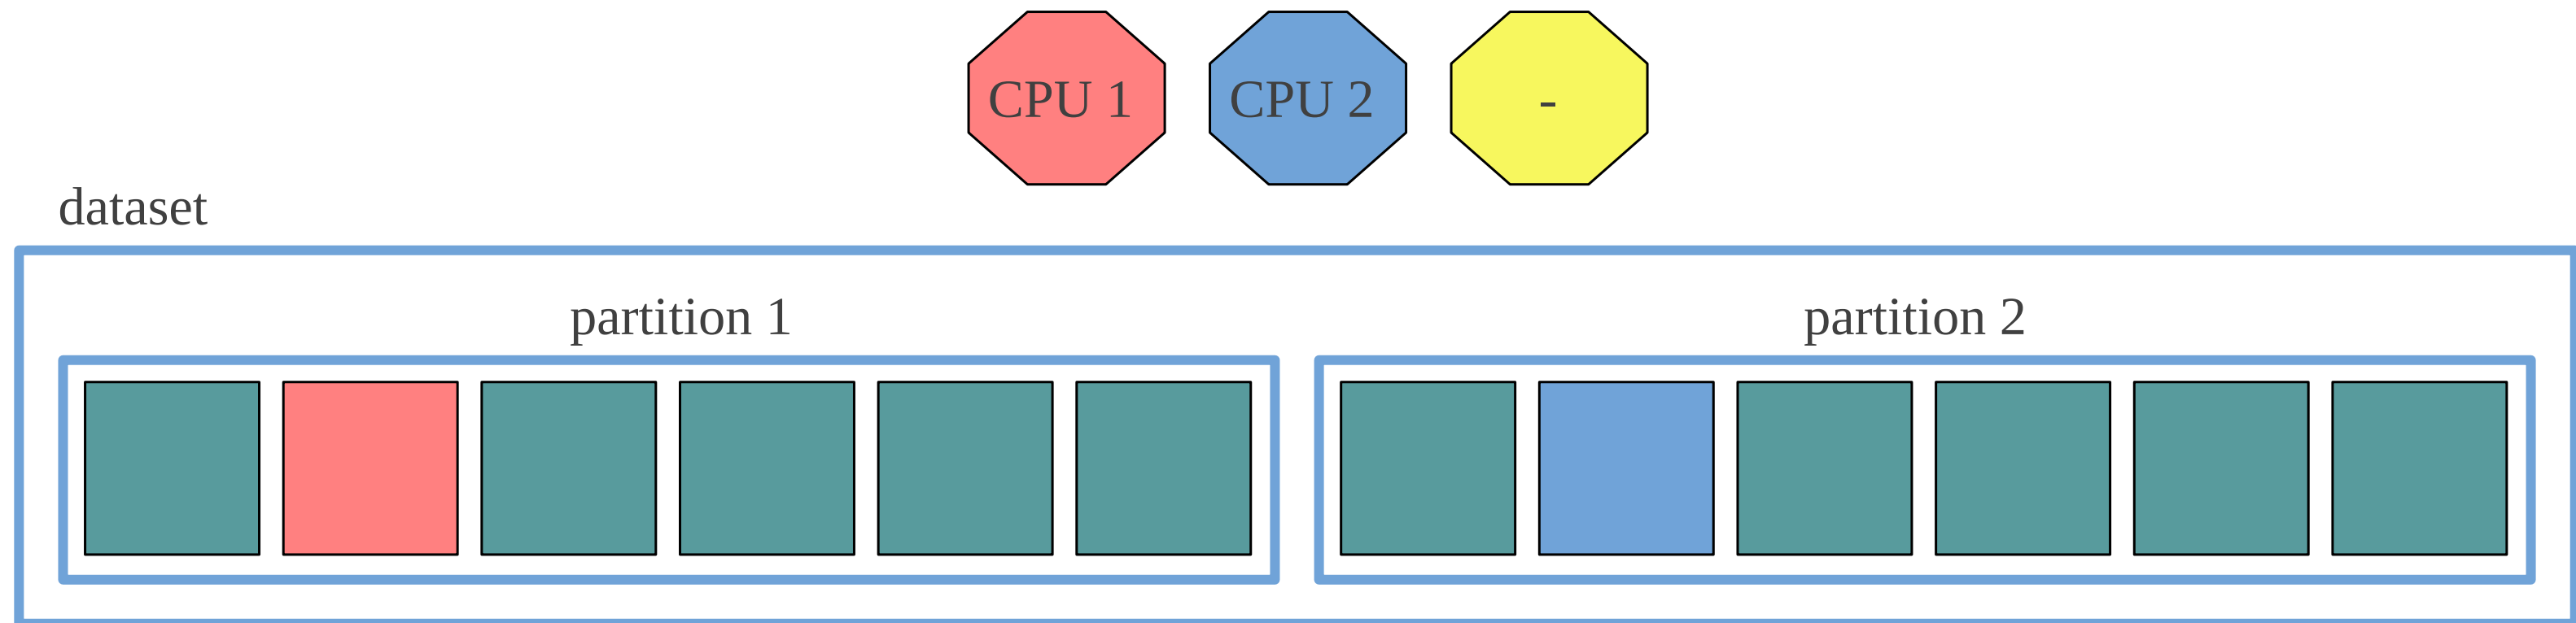 CPU 1
CPU 2
-
dataset
partition 1
partition 2